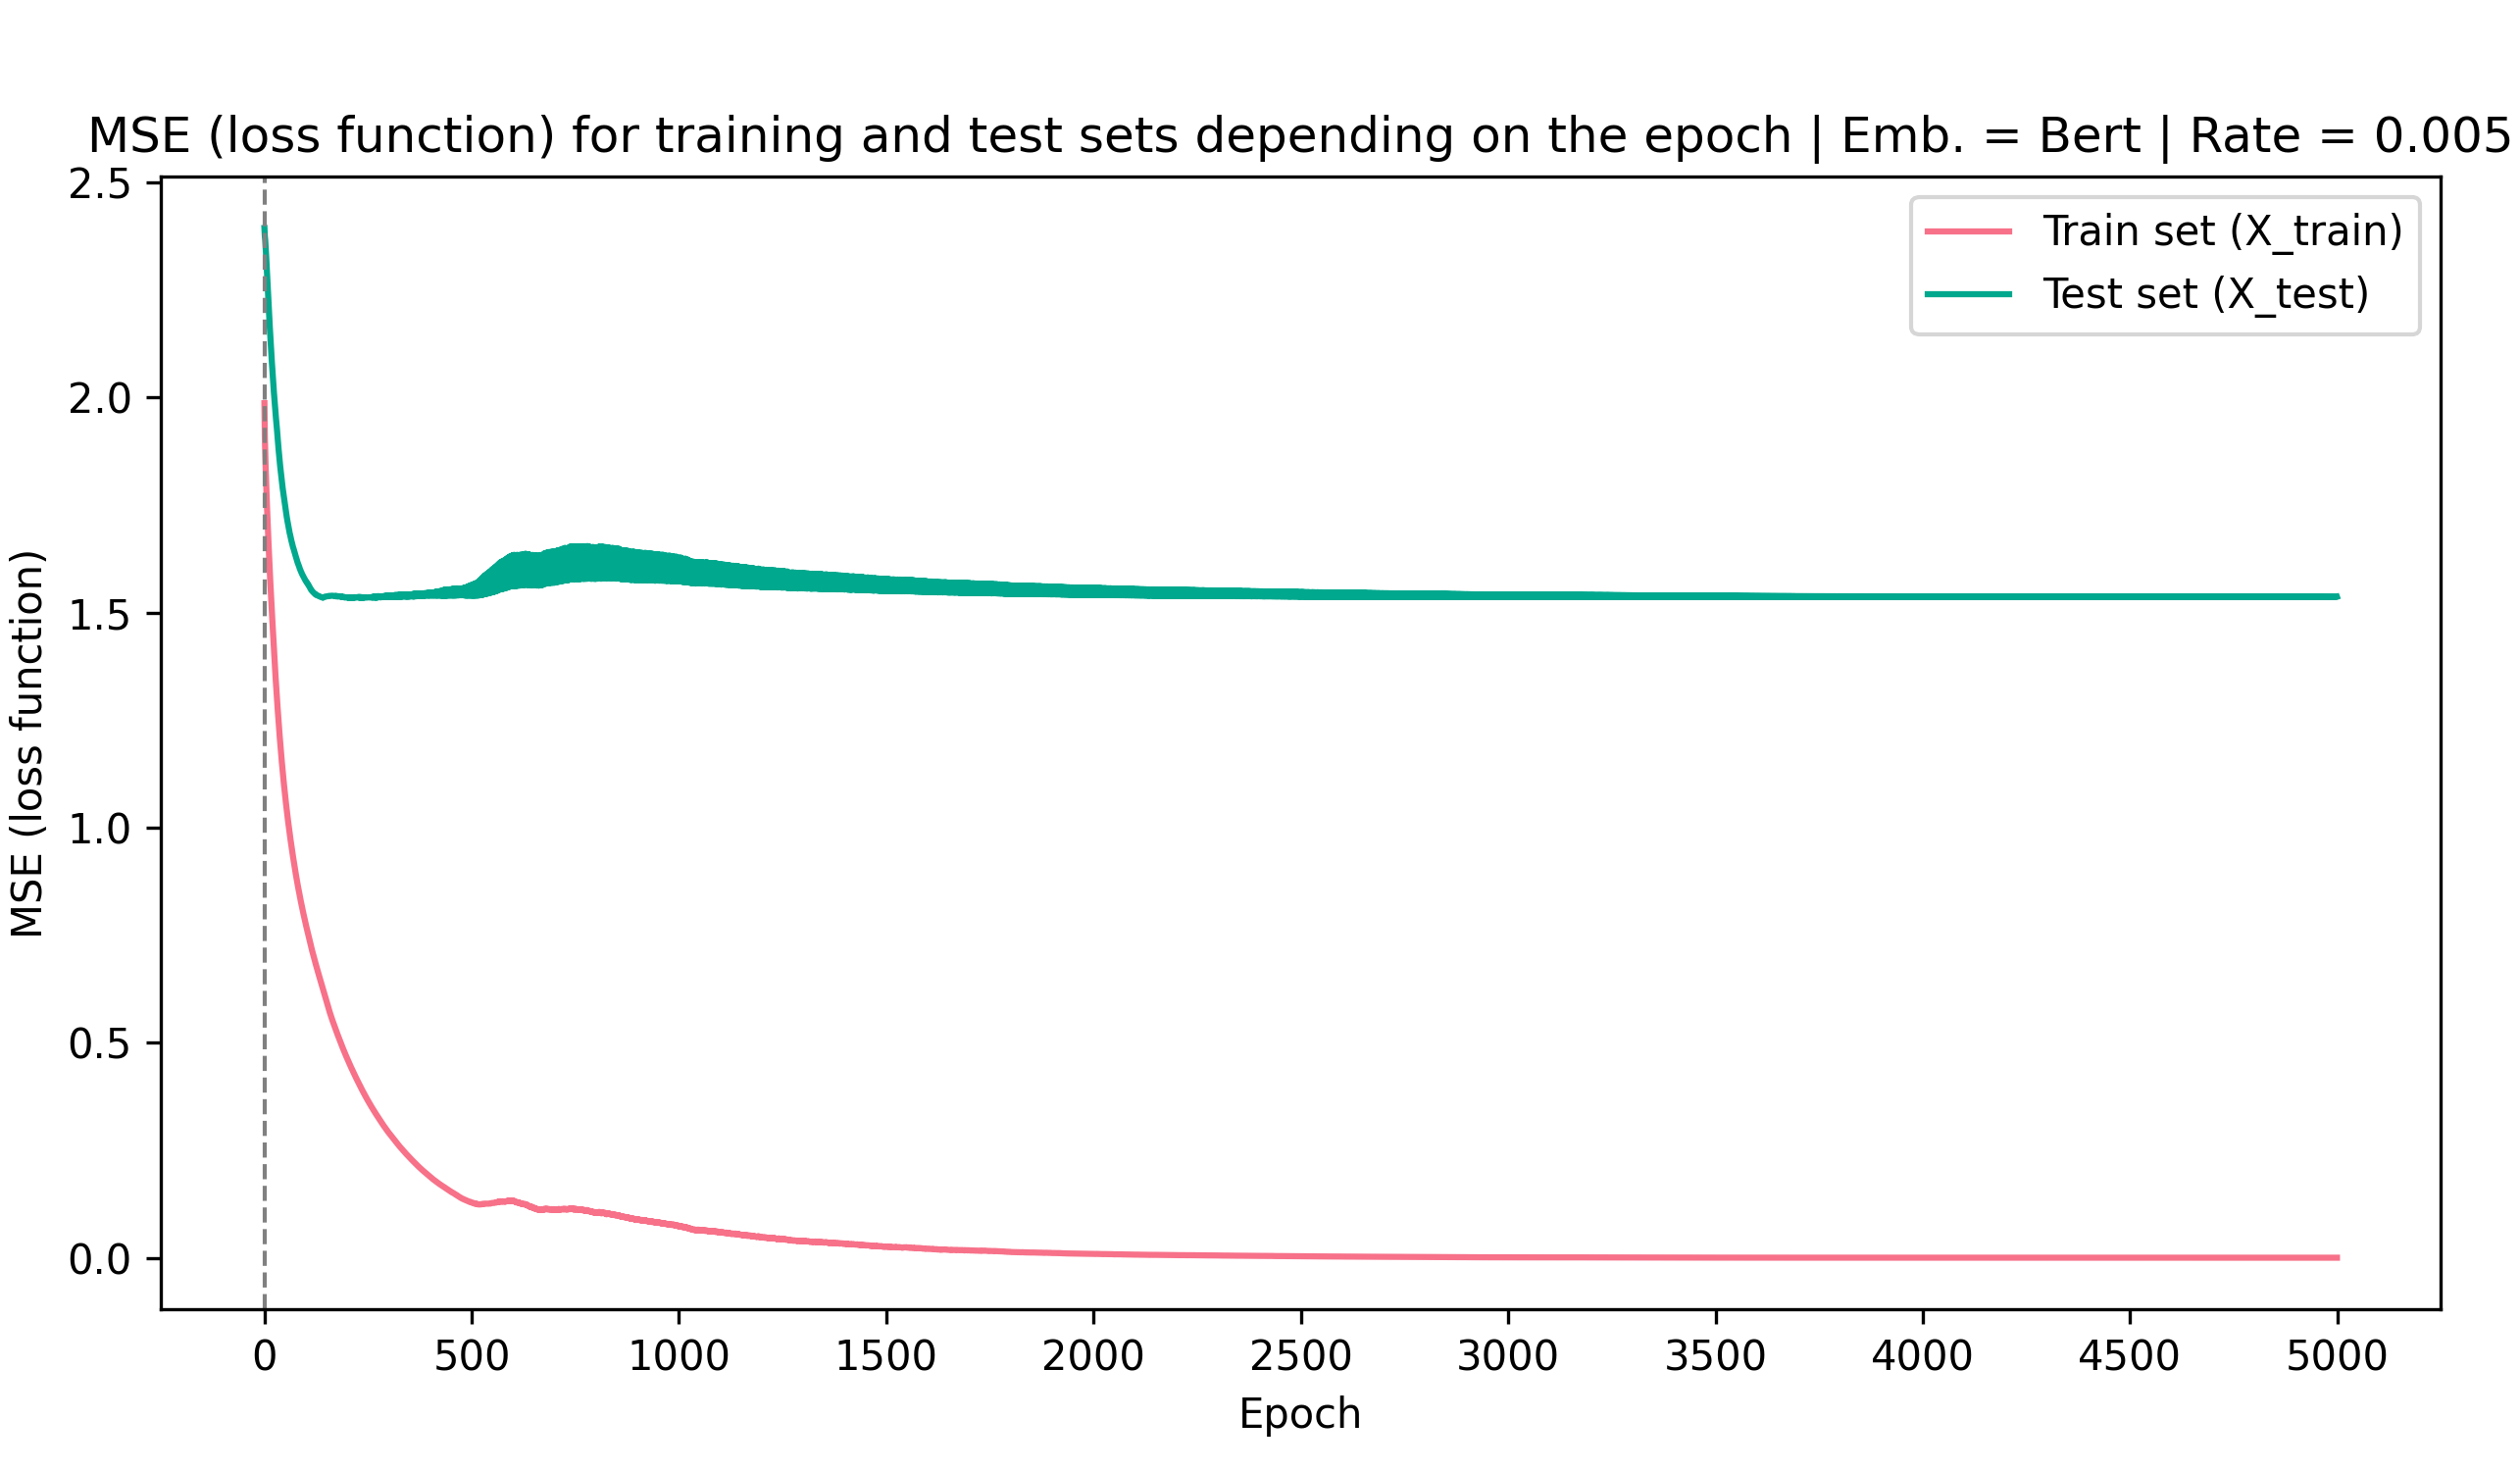 MSE (loss function) for training and test sets depending on the epoch | Emb. = Bert | Rate = 0.005
Train set (X_train)
Test set (X_test)
MSE (loss function)
2.5
2.0
1.5
1.0
0.5
0.0
0 500 1000 1500 2000 2500 3000 3500 4000 4500 5000
Epoch